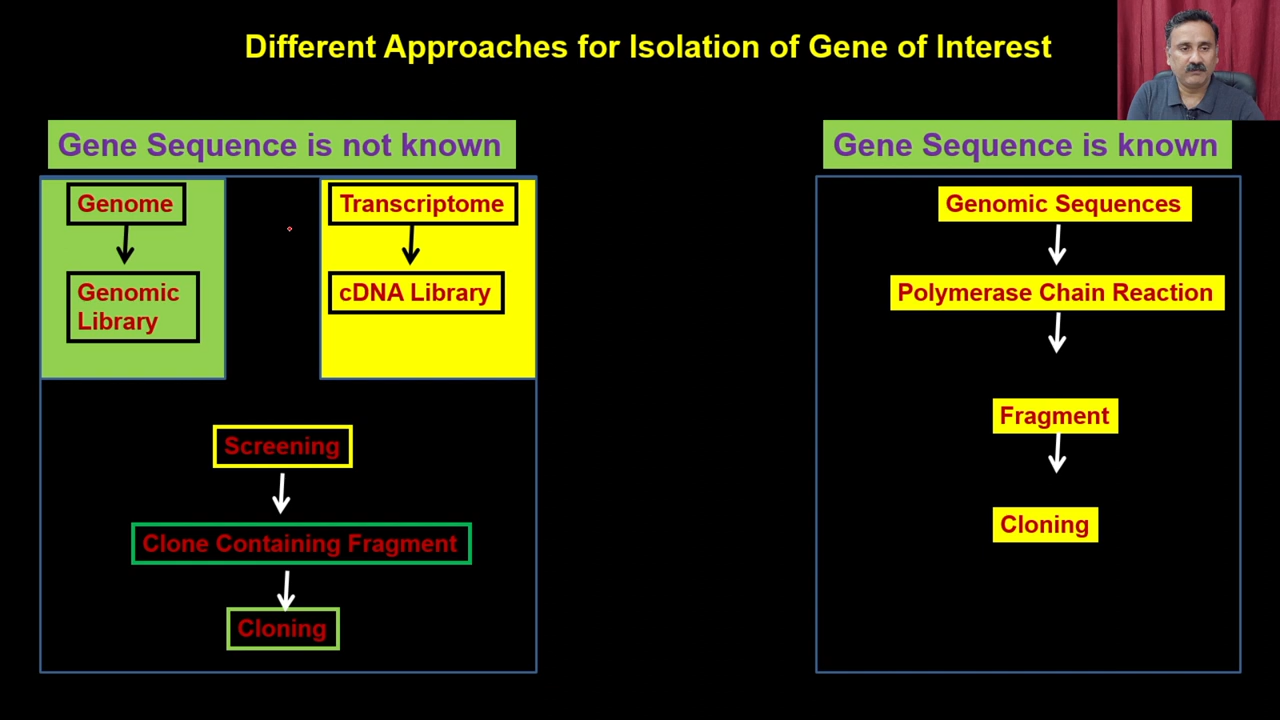 Different Approaches for Isolation of Gene of Interest
Gene Sequence is not known
Genome
Genomic
Library
Transcriptome
cDNA Library
Screening
Clone Containing Fragment
Cloning
Gene Sequence is known
Genomic Sequences
Polymerase Chain Reaction
Fragment
Cloning